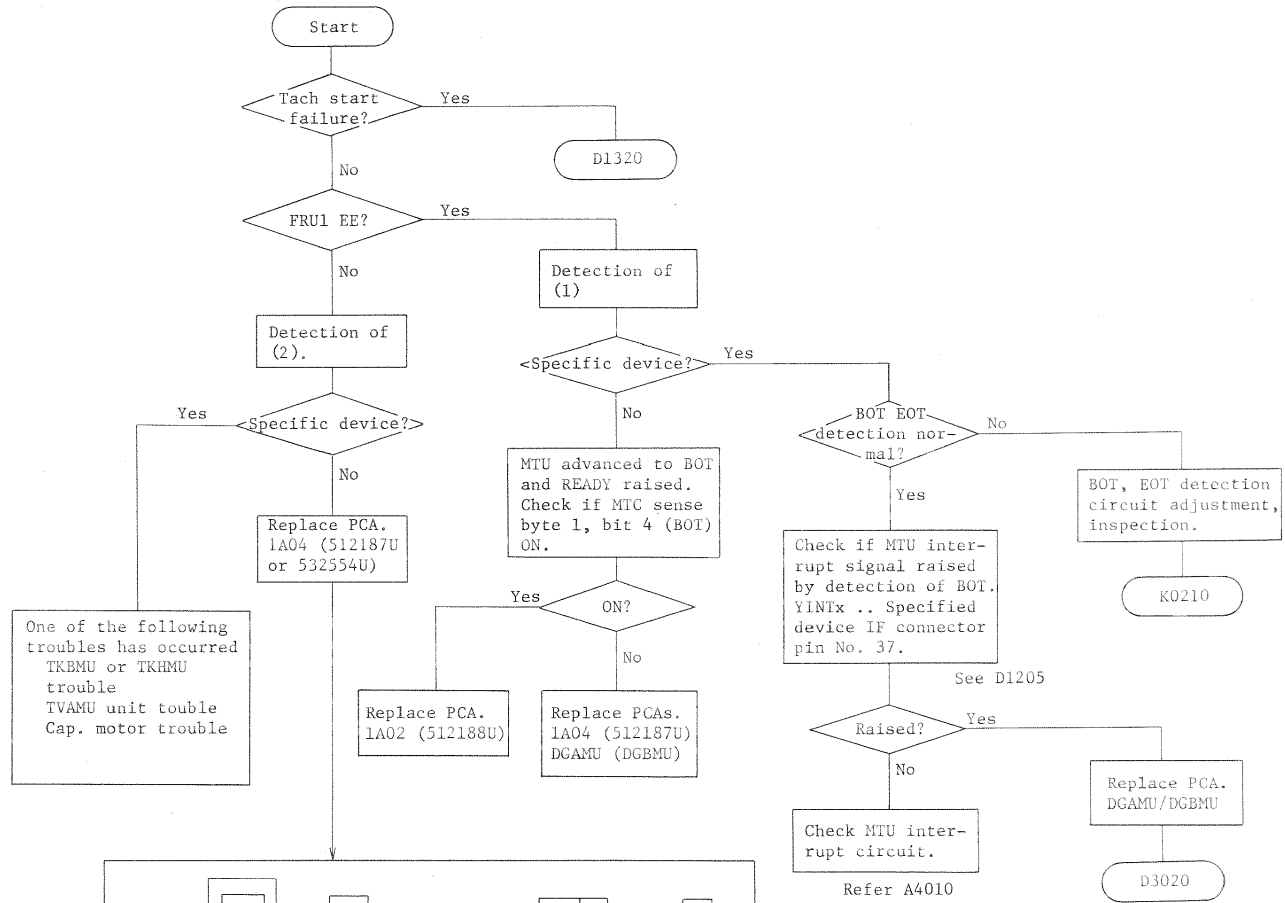 Start
Tach start
failure?
Yes
D1320
No
FRU1 EE?
Yes
No
Detection of
(1)
Detection of
(2).
<Specific device?
Yes
No
Yes
<Specific device?>
No
BOT EOT
<detection nor-
mal?
No
Yes
MTU advanced to BOT
and READY raised.
Check if MTC sense
byte 1, bit 4 (BOT)
ON.
BOT, EOT detection
circuit adjustment,
inspection.
K0210
Replace PCA.
1A04 (512187U
or 532554U)
Check if MTU inter-
rupt signal raised
by detection of BOT.
YINTx .. Specified
device IF connector
pin No. 37.
See D1205
Yes
ON?
No
One of the following
troubles has occurred
TKBMU or TKHMU
trouble
TVAMU unit touble
Cap. motor trouble
Replace PCA.
1A02 (512188U)
Replace PCAs.
1A04 (512187U)
DGAMU (DGBMU)
Raised?
Yes
No
Replace PCA.
DGAMU/DGBMU
Check MTU inter-
rupt circuit.
Refer A4010
D3020